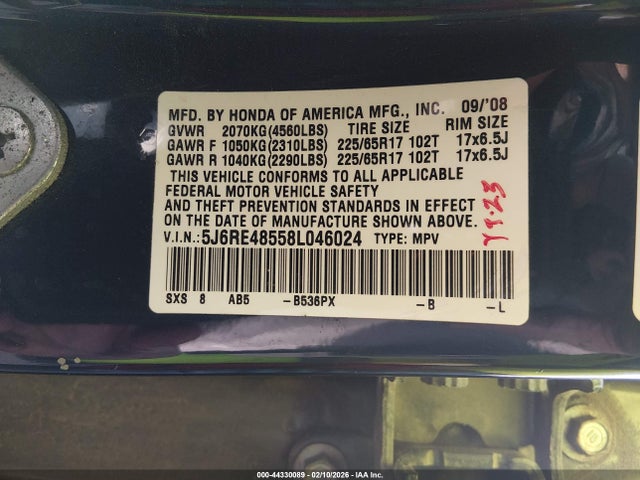 MFD. BY HONDA OF AMERICA MFG., INC. 09/'08
GVWR 2070KG(4560LBS) TIRE SIZE RIM SIZE
GAWR F 1050KG(2310LBS) 225/65R17 102T 17x6.5J
GAWR R 1040KG(2290LBS) 225/65R17 102T 17x6.5J
THIS VEHICLE CONFORMS TO ALL APPLICABLE
FEDERAL MOTOR VEHICLE SAFETY
AND THEFT PREVENTION STANDARDS IN EFFECT
ON THE DATE OF MANUFACTURE SHOWN ABOVE.
V.I.N.:5J6RE48558L046024 TYPE: MPV
SXS 8 AB5 -B536PX -B -L
000-44330089 - 02/10/2026 - IAA Inc.